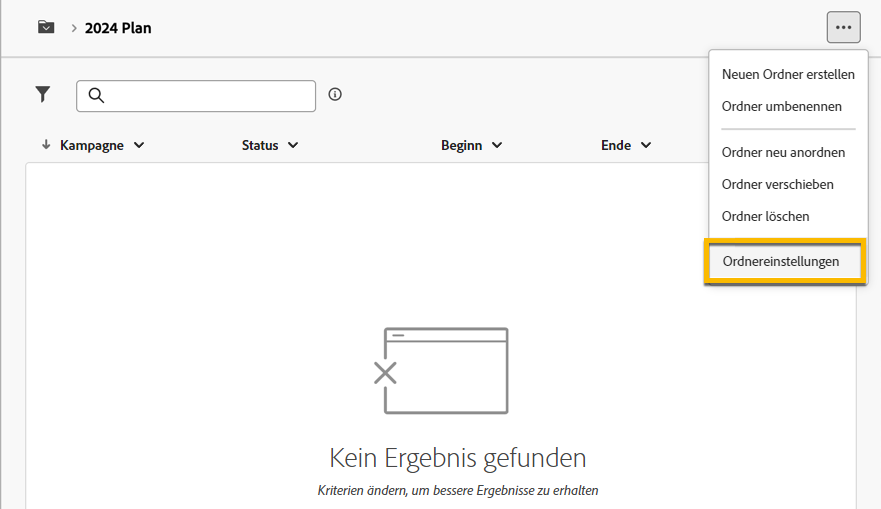 2024 Plan
Neuen Ordner erstellen
Ordner umbenennen
Ordner neu anordnen
Ordner verschieben
Ordner löschen
Ordnereinstellungen
Kampagne Status Beginn Ende
Kein Ergebnis gefunden
Kriterien ändern, um bessere Ergebnisse zu erhalten